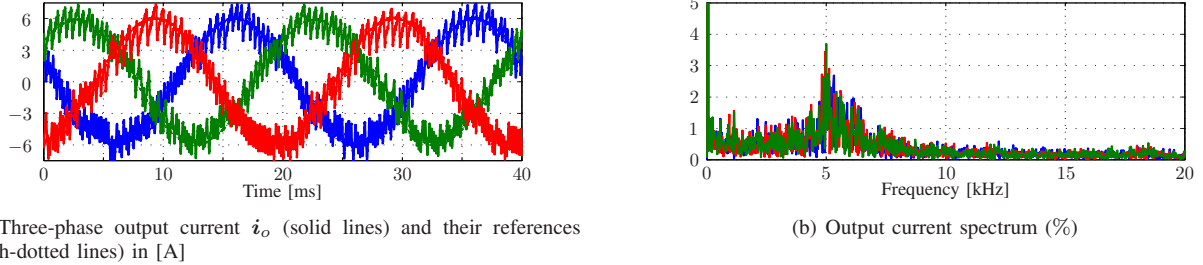 6
3
0
−3
−6
0 10 20 30 40
Time [ms]
Three-phase output current i_o (solid lines) and their references
h-dotted lines) in [A]
5
4
3
2
1
0
0 5 10 15 20
Frequency [kHz]
(b) Output current spectrum (%)